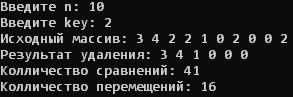 Введите n: 10
Введите key: 2
Исходный массив: 3 4 2 2 1 0 2 0 0 2
Результат удаления: 3 4 1 0 0 0
Колличество сравнений: 41
Колличество перемещений: 16